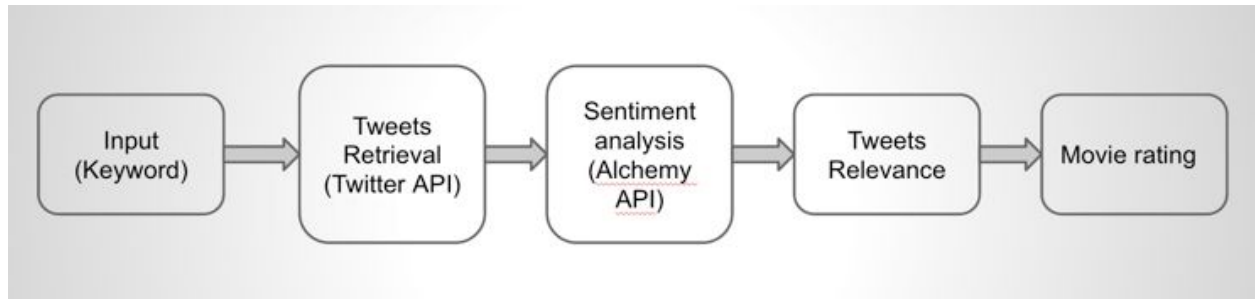 Input
(Keyword)
Tweets
Retrieval
(Twitter API)
Sentiment
analysis
(Alchemy
API)
Tweets
Relevance
Movie rating